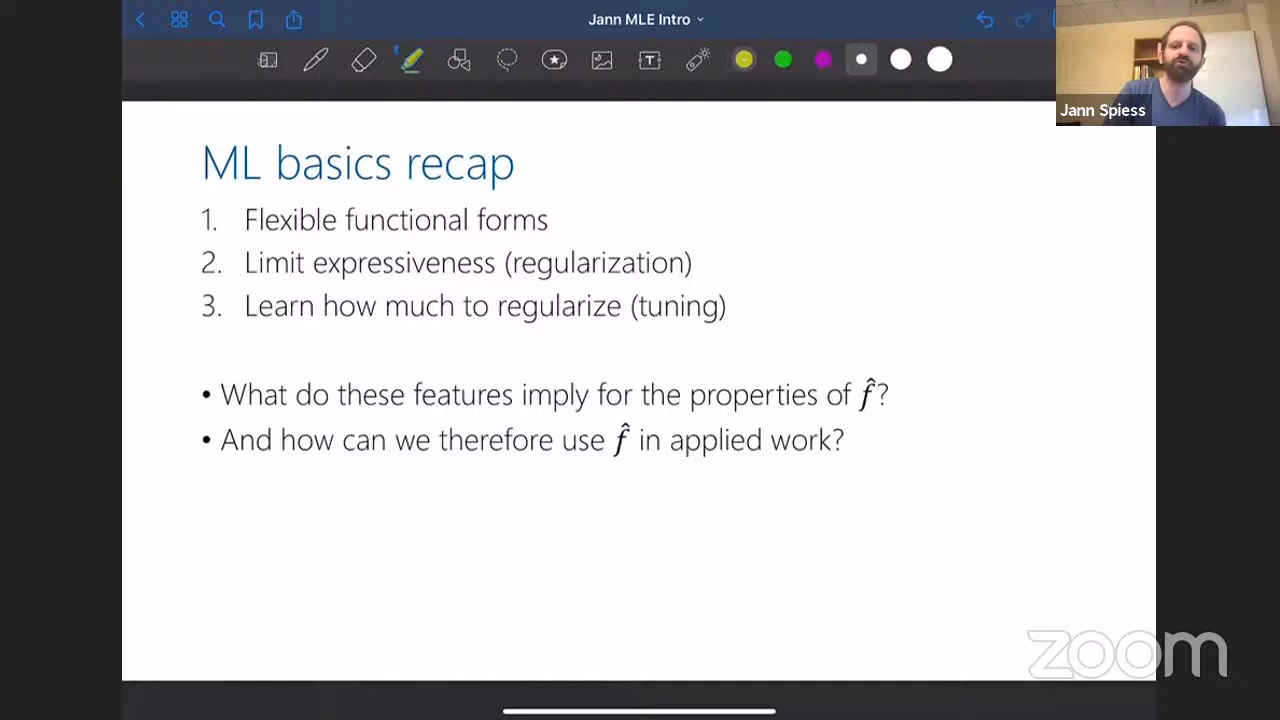 Jann MLE Intro
T
Jann Spiess
ML basics recap
1. Flexible functional forms
2. Limit expressiveness (regularization)
3. Learn how much to regularize (tuning)
• What do these features imply for the properties of f̂?
• And how can we therefore use f̂ in applied work?
zoom